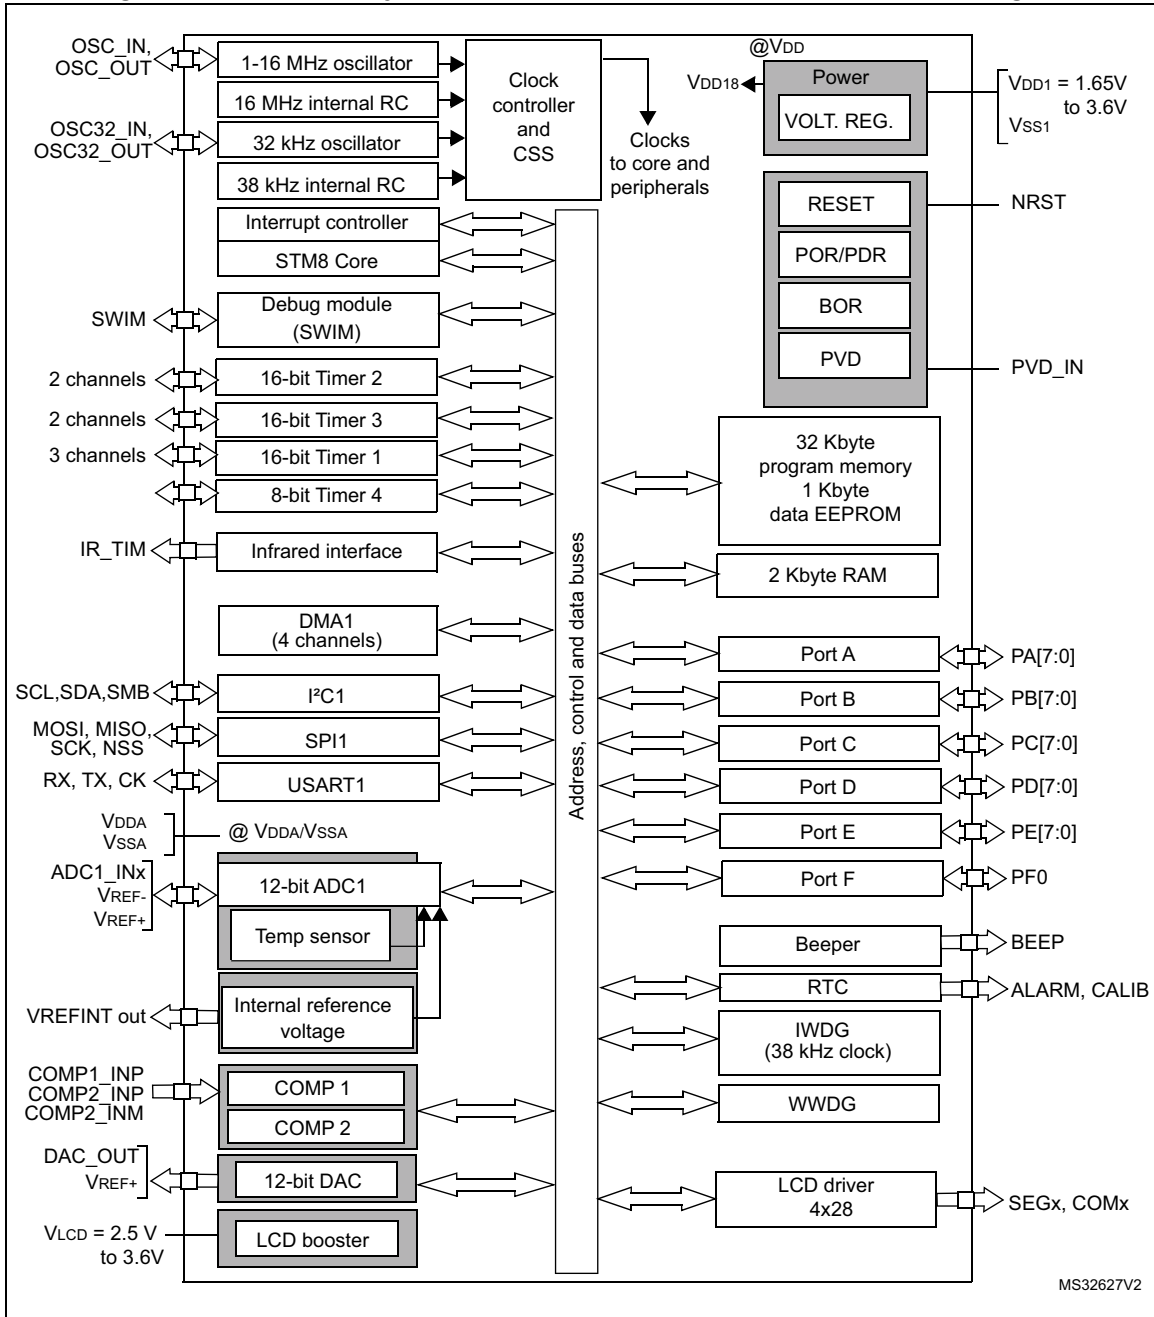 OSC_IN,
OSC_OUT
1-16 MHz oscillator
16 MHz internal RC
OSC32_IN,
OSC32_OUT
32 kHz oscillator
38 kHz internal RC
Clock
controller
and
CSS
Clocks
to core and
peripherals
@VDD
VDD18
Power
VOLT. REG.
VDD1 = 1.65V
to 3.6V
VSS1
RESET
NRST
POR/PDR
BOR
PVD
PVD_IN
Interrupt controller
STM8 Core
SWIM
Debug module
(SWIM)
2 channels
16-bit Timer 2
2 channels
16-bit Timer 3
3 channels
16-bit Timer 1
8-bit Timer 4
IR_TIM
Infrared interface
DMA1
(4 channels)
SCL,SDA,SMB
I²C1
MOSI, MISO,
SCK, NSS
SPI1
RX, TX, CK
USART1
VDDA
VSSA
@ VDDA/VSSA
ADC1_INx
VREF-
VREF+
12-bit ADC1
Temp sensor
VREFINT out
Internal reference
voltage
COMP1_INP
COMP2_INP
COMP2_INM
COMP 1
COMP 2
DAC_OUT
VREF+
12-bit DAC
VLCD = 2.5 V
to 3.6V
LCD booster
Address, control and data buses
32 Kbyte
program memory
1 Kbyte
data EEPROM
2 Kbyte RAM
Port A
PA[7:0]
Port B
PB[7:0]
Port C
PC[7:0]
Port D
PD[7:0]
Port E
PE[7:0]
Port F
PF0
Beeper
BEEP
RTC
ALARM, CALIB
IWDG
(38 kHz clock)
WWDG
LCD driver
4x28
SEGx, COMx
MS32627V2